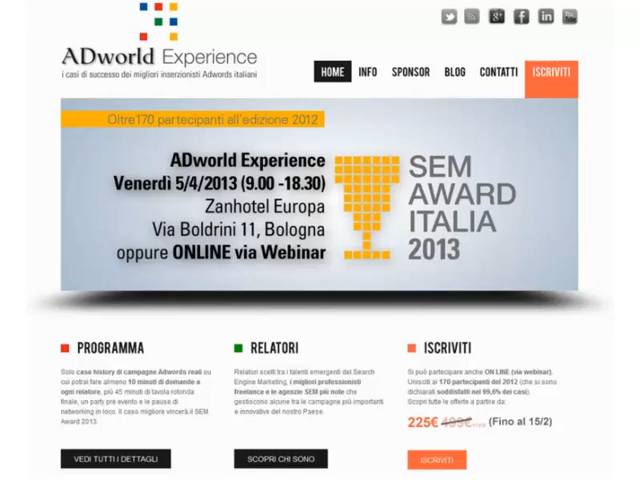 ADworld Experience
i casi di successo dei migliori inserzionisti Adwords italiani
HOME INFO SPONSOR BLOG CONTATTI ISCRIVITI
Oltre170 partecipanti all'edizione 2012
ADworld Experience
Venerdì 5/4/2013 (9.00 -18.30)
Zanhotel Europa
Via Boldrini 11, Bologna
oppure ONLINE via Webinar
SEM
AWARD
ITALIA
2013
PROGRAMMA
Solo case history di campagne Adwords reali su
cui potrai fare almeno 10 minuti di domande a
ogni relatore, più 45 minuti di tavola rotonda
finale, un party pre evento e le pause di
networking in loco. Il caso migliore vincerà il SEM
Award 2013.
VEDI TUTTI I DETTAGLI
RELATORI
Relatori scelti tra i talenti emergenti del Search
Engine Marketing, i migliori professionisti
freelance e le agenzie SEM più note che
gestiscono alcune fra le campagne più importanti
e innovative del nostro Paese.
SCOPRI CHI SONO
ISCRIVITI
Si può partecipare anche ON LINE (via webinar).
Unisciti ai 170 partecipanti del 2012 (che si sono
dichiarati soddisfatti nel 99,6% dei casi).
Scopri tutte le offerte a partire da:
225€ (Fino al 15/2)
ISCRIVITI